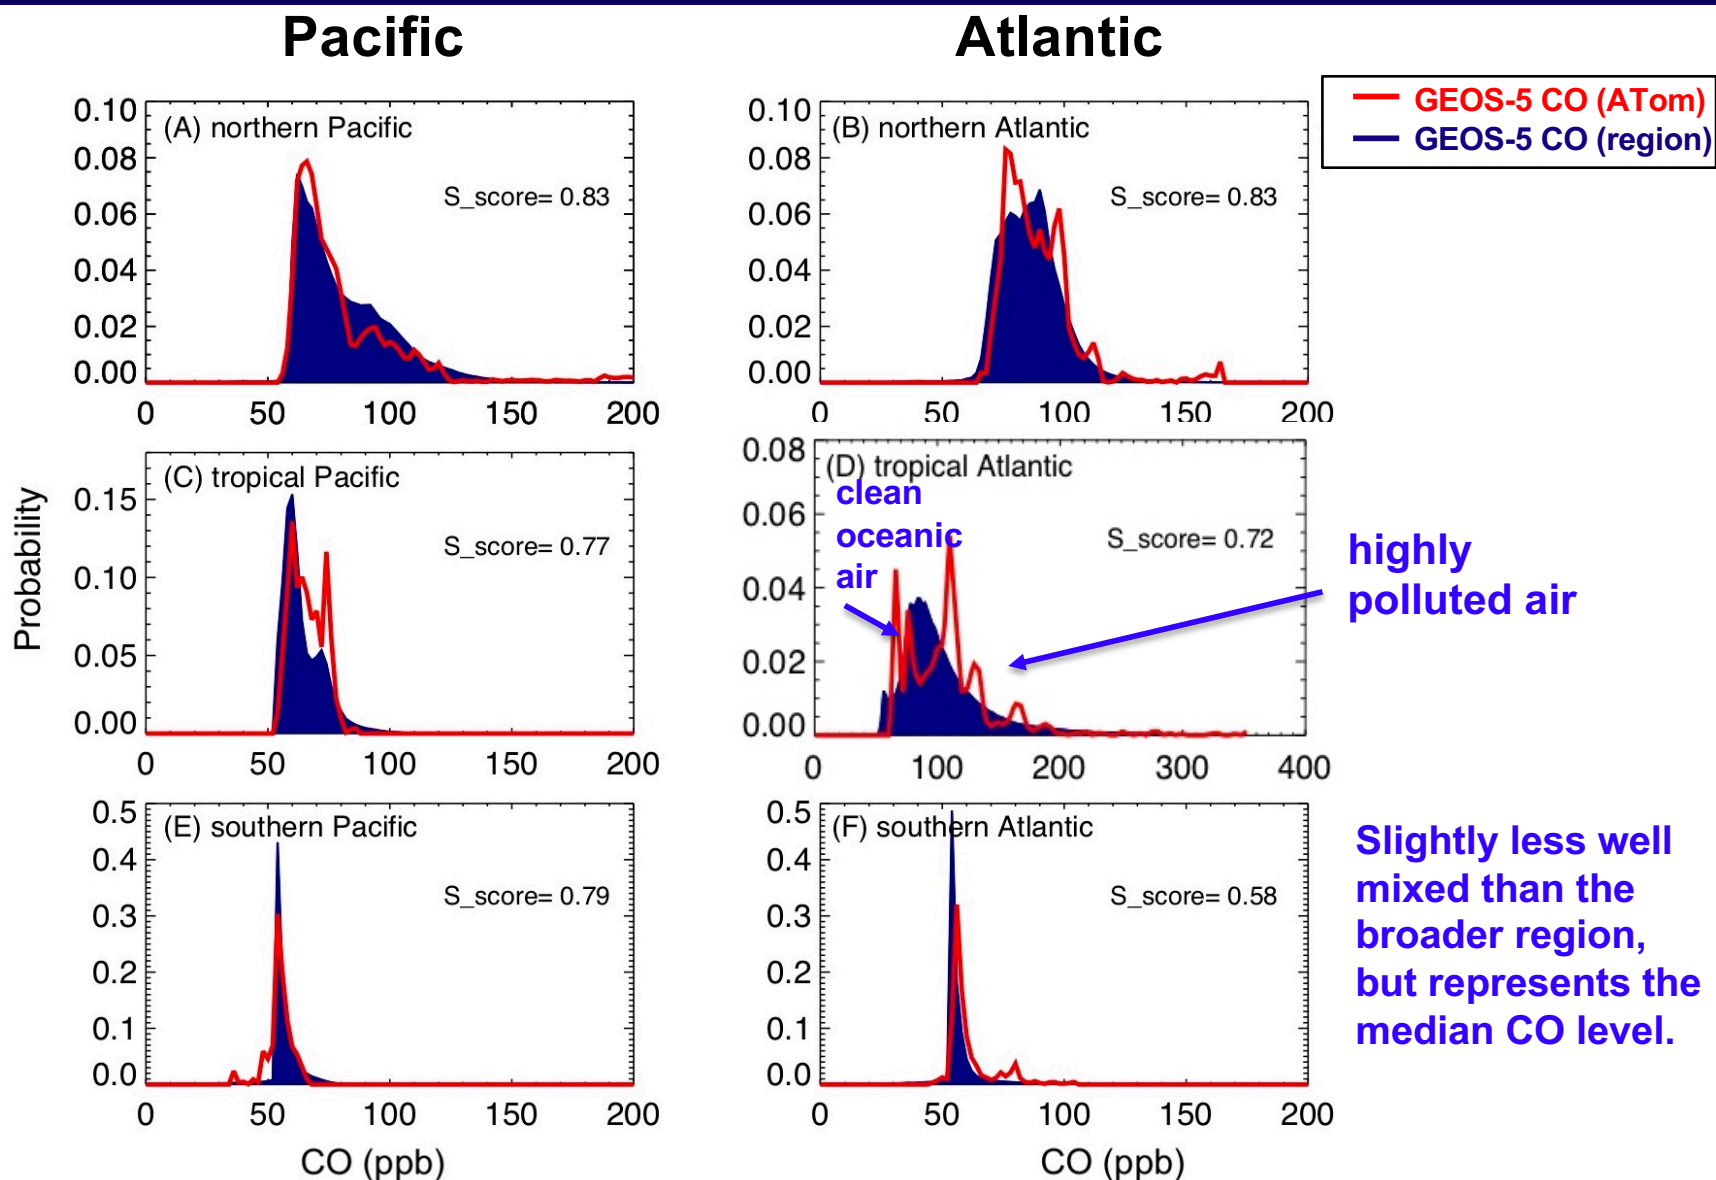 Pacific
Atlantic
GEOS-5 CO (ATom)
GEOS-5 CO (region)
0.10
0.08
0.06
0.04
0.02
0.00
(A) northern Pacific
S_score= 0.83
0 50 100 150 200
0.10
0.08
0.06
0.04
0.02
0.00
(B) northern Atlantic
S_score= 0.83
0 50 100 150 200
Probability
0.15
0.10
0.05
0.00
(C) tropical Pacific
S_score= 0.77
0 50 100 150 200
0.08
0.06
0.04
0.02
0.00
(D) tropical Atlantic
clean
oceanic
air
S_score= 0.72
0 100 200 300 400
highly
polluted air
0.5
0.4
0.3
0.2
0.1
0.0
(E) southern Pacific
S_score= 0.79
0 50 100 150 200
CO (ppb)
0.5
0.4
0.3
0.2
0.1
0.0
(F) southern Atlantic
S_score= 0.58
0 50 100 150 200
CO (ppb)
Slightly less well
mixed than the
broader region,
but represents the
median CO level.